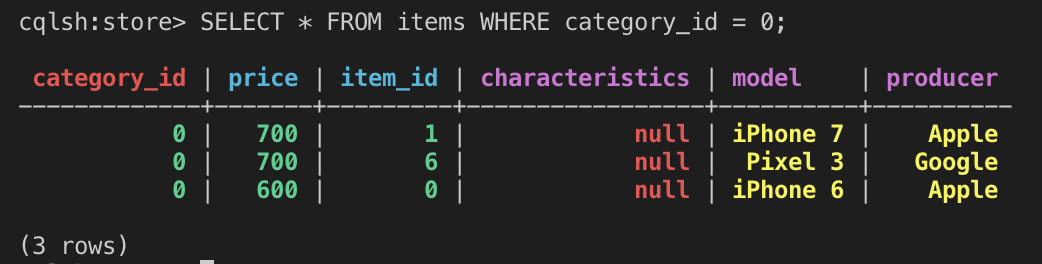 cqlsh:store> SELECT * FROM items WHERE category_id = 0;
category_id | price | item_id | characteristics | model | producer
-------------+-------+---------+-----------------+----------+----------
0 | 700 | 1 | null | iPhone 7 | Apple
0 | 700 | 6 | null | Pixel 3 | Google
0 | 600 | 0 | null | iPhone 6 | Apple
(3 rows)